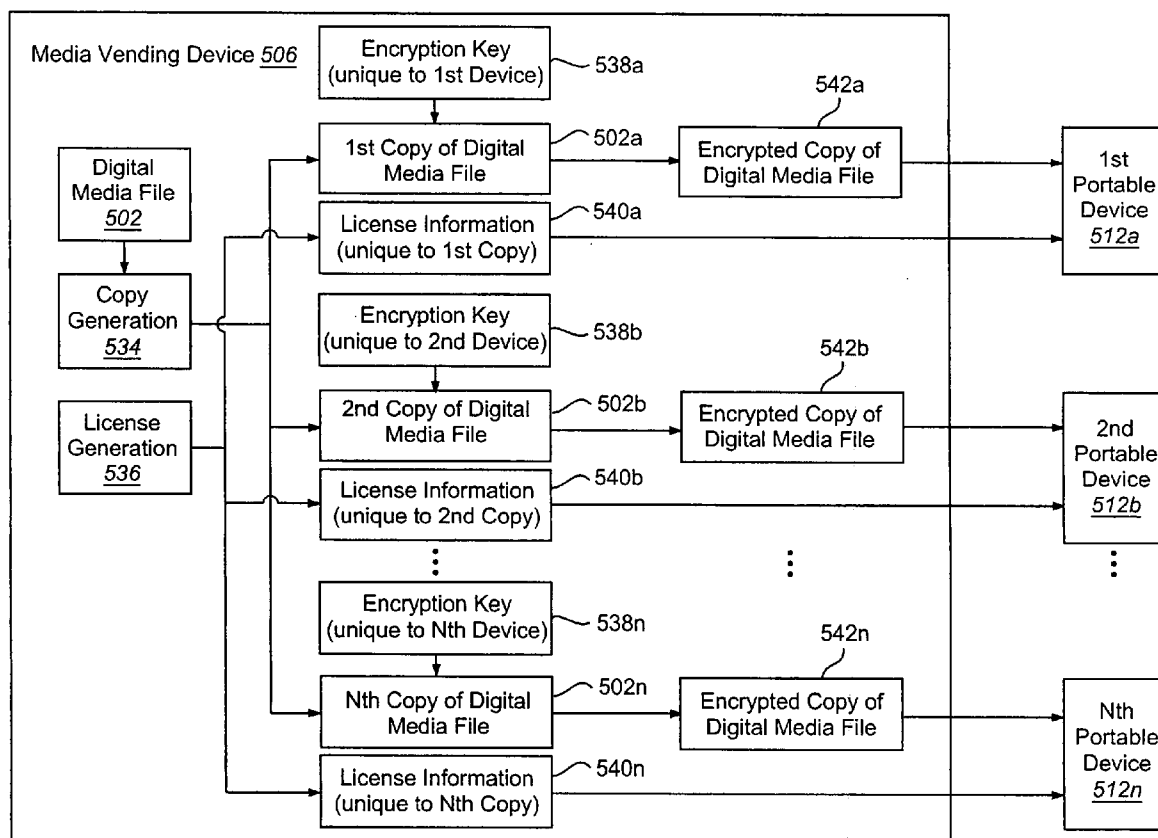 Media Vending Device 506
Encryption Key
(unique to 1st Device)
538a
542a
Digital
Media File
502
1st Copy of Digital
Media File
502a
Encrypted Copy of
Digital Media File
1st
Portable
Device
512a
License Information
(unique to 1st Copy)
540a
Copy
Generation
534
Encryption Key
(unique to 2nd Device)
538b
542b
License
Generation
536
2nd Copy of Digital
Media File
502b
Encrypted Copy of
Digital Media File
2nd
Portable
Device
512b
License Information
(unique to 2nd Copy)
540b
Encryption Key
(unique to Nth Device)
538n
542n
Nth Copy of Digital
Media File
502n
Encrypted Copy of
Digital Media File
Nth
Portable
Device
512n
License Information
(unique to Nth Copy)
540n